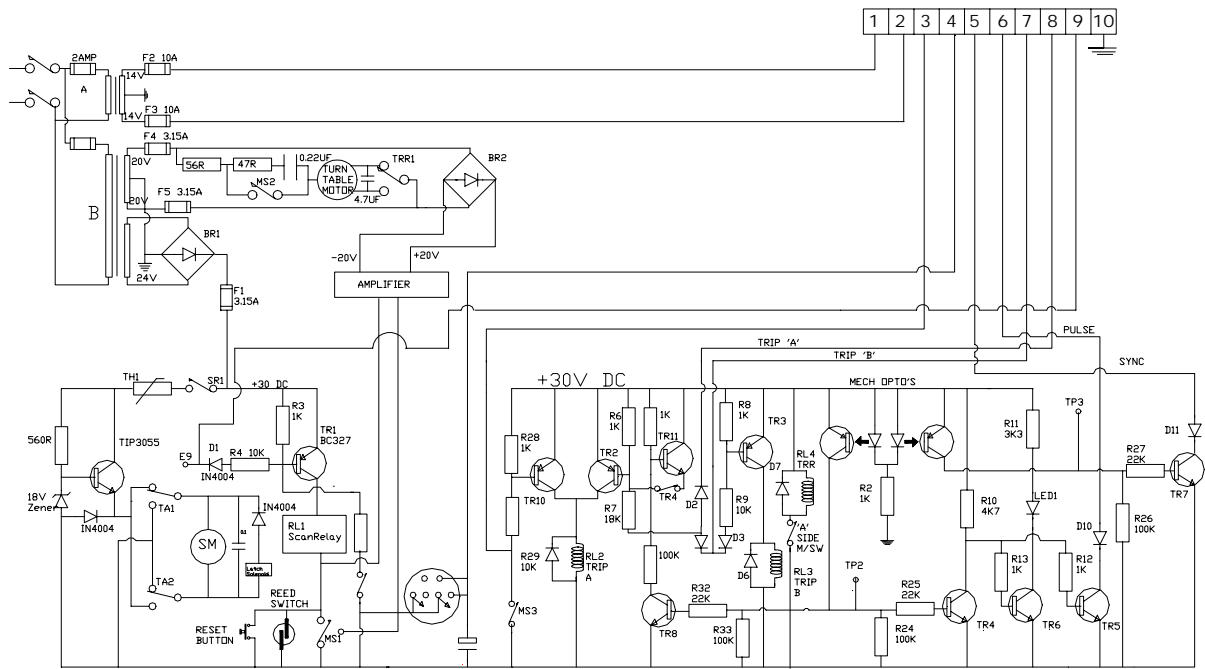 1 2 3 4 5 6 7 8 9 10
2AMP
A
14V
14V
F2 10A
F3 10A
F4 3.15A
20V
56R
47R
0.22UF
MS2
TURN
TABLE
MOTOR
4.7UF
TRR1
BR2
F5 3.15A
20V
B
BR1
24V
F1
3.15A
-20V
+20V
AMPLIFIER
PULSE
TRIP 'A'
TRIP 'B'
SYNC
TH1
SR1
+30 DC
+30V DC
MECH OPTO'S
R3
1K
TR1
BC327
560R
TIP3055
E9
D1
IN4004
R4 10K
18V
Zener
IN4004
TA1
TA2
SM
0.1
IN4004
Latch
Solenoid
RL1
ScanRelay
REED
SWITCH
RESET
BUTTON
MS1
R28
1K
TR10
R29
10K
RL2
TRIP
A
MS3
R6
1K
TR2
R7
18K
1K
TR11
TR4
100K
TR8
D2
D3
R8
1K
TR3
R9
10K
D6
RL3
TRIP
B
D7
RL4
TRR
'A'
SIDE
M/SW
R32
22K
R33
100K
R2
1K
TP2
R24
100K
R25
22K
TR4
R10
4K7
R11
3K3
LED1
R13
1K
TR6
R12
1K
D10
TR5
TP3
R26
100K
R27
22K
D11
TR7